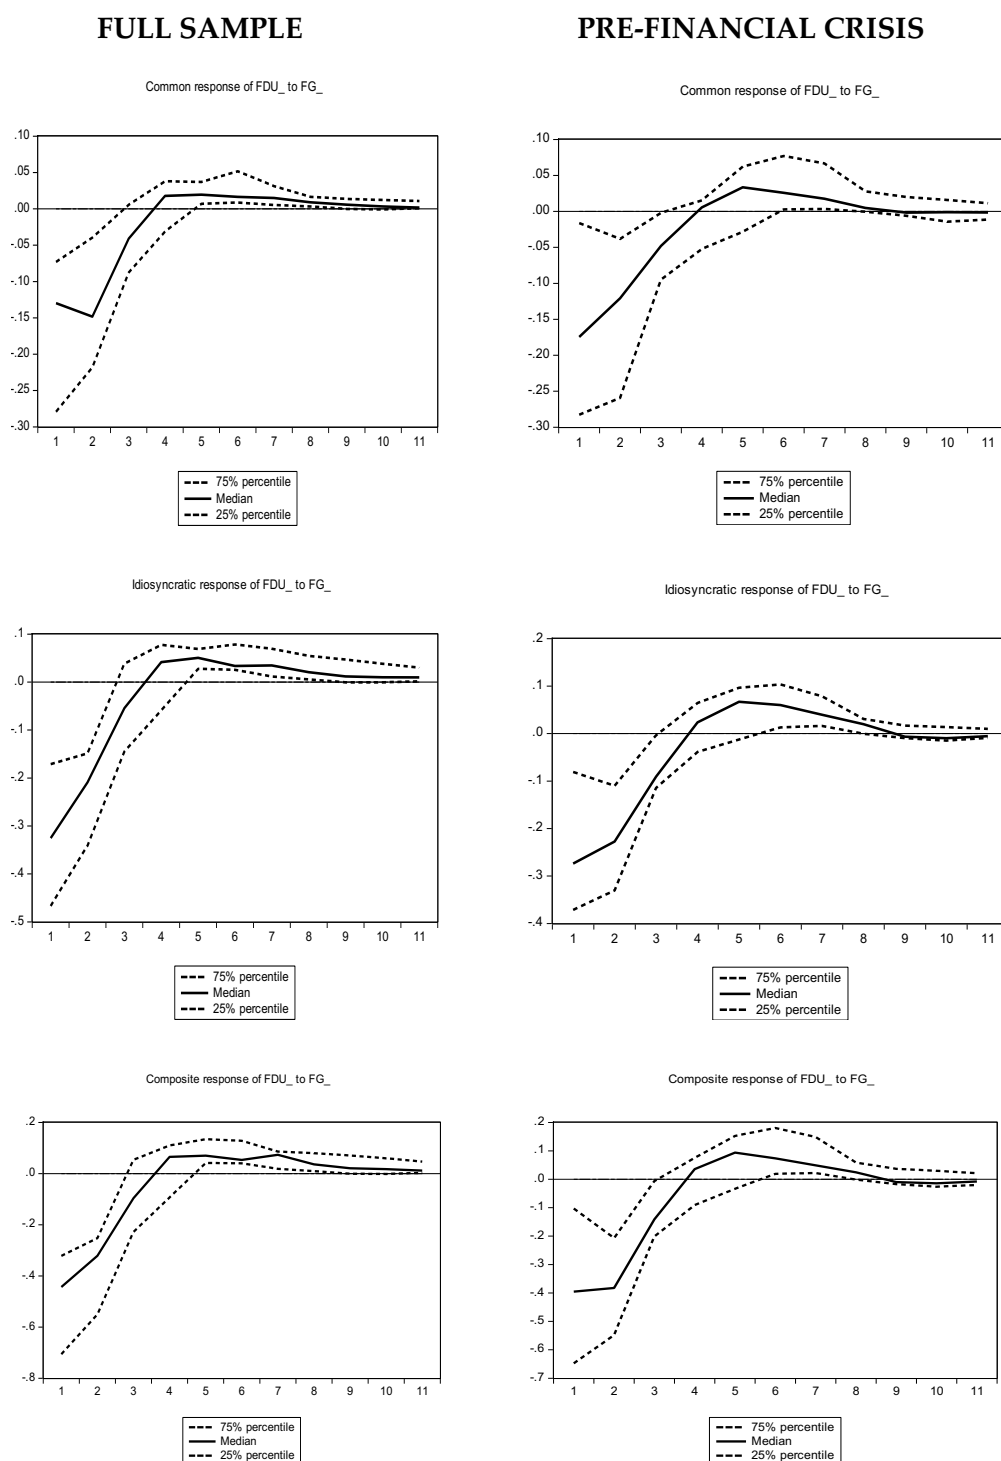 FULL SAMPLE
PRE-FINANCIAL CRISIS
Common response of FDU_ to FG_
.10
.05
.00
-.05
-.10
-.15
-.20
-.25
-.30
1 2 3 4 5 6 7 8 9 10 11
75% percentile
Median
25% percentile
Common response of FDU_ to FG_
.10
.05
.00
-.05
-.10
-.15
-.20
-.25
-.30
1 2 3 4 5 6 7 8 9 10 11
75% percentile
Median
25% percentile
Idiosyncratic response of FDU_ to FG_
.1
.0
-.1
-.2
-.3
-.4
-.5
1 2 3 4 5 6 7 8 9 10 11
75% percentile
Median
25% percentile
Idiosyncratic response of FDU_ to FG_
.2
.1
.0
-.1
-.2
-.3
-.4
1 2 3 4 5 6 7 8 9 10 11
75% percentile
Median
25% percentile
Composite response of FDU_ to FG_
.2
.0
-.2
-.4
-.6
-.8
1 2 3 4 5 6 7 8 9 10 11
75% percentile
Median
25% percentile
Composite response of FDU_ to FG_
.2
.1
.0
-.1
-.2
-.3
-.4
-.5
-.6
-.7
1 2 3 4 5 6 7 8 9 10 11
75% percentile
Median
25% percentile